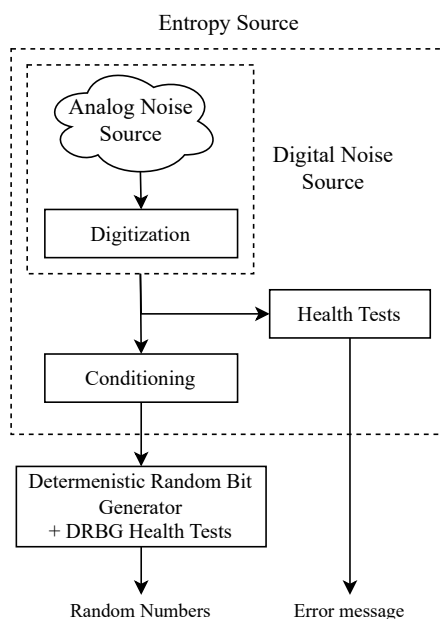 Entropy Source
Analog Noise
Source
Digital Noise
Source
Digitization
Health Tests
Conditioning
Determenistic Random Bit
Generator
+ DRBG Health Tests
Random Numbers
Error message